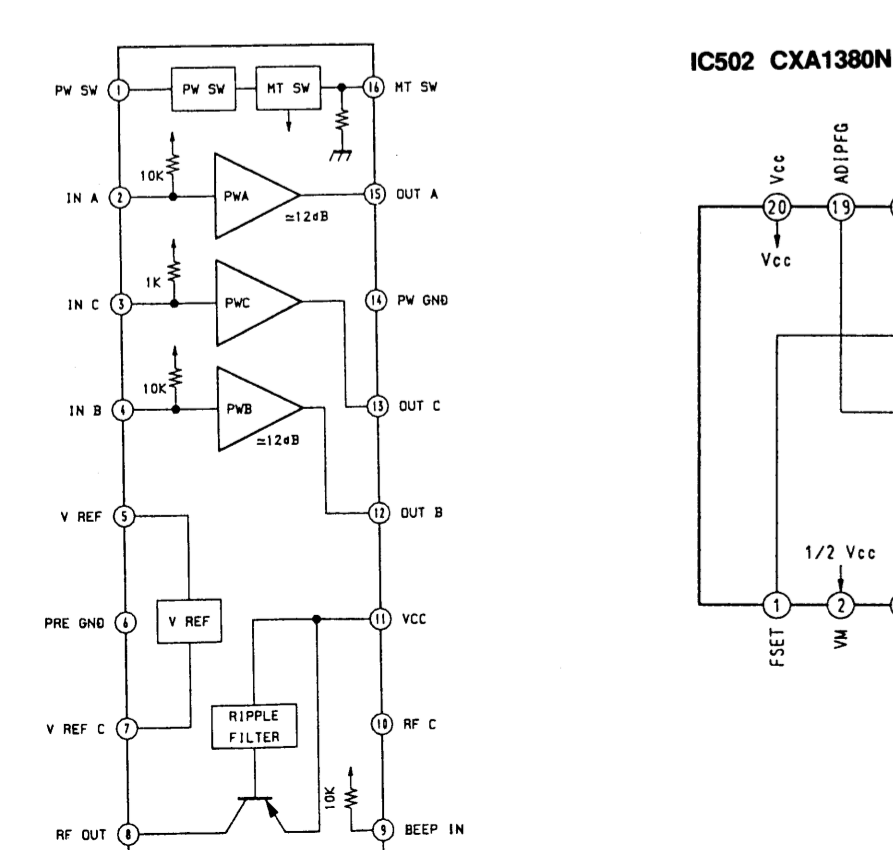 IC502 CXA1380N
PW SW 1 PW SW MT SW 16 MT SW
10K
IN A 2 PWA 15 OUT A
≃12dB
1K
IN C 3 PWC 14 PW GND
10K
IN B 4 PWB 13 OUT C
≃12dB
V REF 5 12 OUT B
PRE GND 6 V REF 11 VCC
V REF C 7 RIPPLE
FILTER
10 RF C
10K
RF OUT 8 9 BEEP IN
Vcc
ADIPFG
20
19
Vcc
1/2 Vcc
1
2
FSET
VM